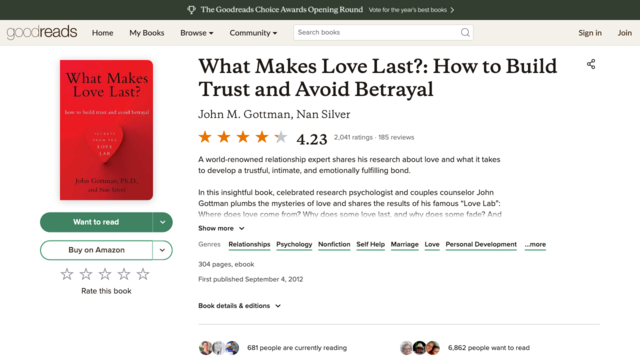 The Goodreads Choice Awards Opening Round Vote for the year's best books
goodreads Home My Books Browse Community Search books Sign in Join
What Makes
Love Last?
how to build trust and avoid betrayal
SECRETS
FROM THE
LOVE
LAB
John Gottman, Ph.D.,
and Nan Silver
Want to read
Buy on Amazon
Rate this book
What Makes Love Last?: How to Build
Trust and Avoid Betrayal
John M. Gottman, Nan Silver
4.23 2,041 ratings · 185 reviews
A world-renowned relationship expert shares his research about love and what it takes
to develop a trustful, intimate, and emotionally fulfilling bond.
In this insightful book, celebrated research psychologist and couples counselor John
Gottman plumbs the mysteries of love and shares the results of his famous “Love Lab”:
Where does love come from? Why does some love last, and why does some fade? And
Show more
Genres Relationships Psychology Nonfiction Self Help Marriage Love Personal Development ...more
304 pages, ebook
First published September 4, 2012
Book details & editions
681 people are currently reading 6,862 people want to read